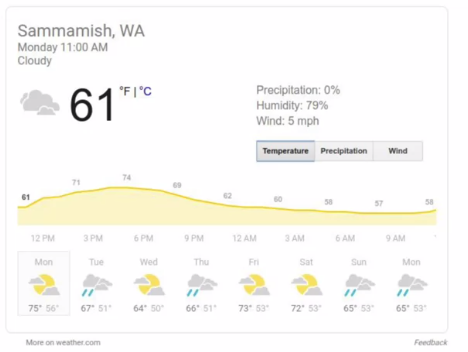 Sammamish, WA
Monday 11:00 AM
Cloudy
61 °F | °C
Precipitation: 0%
Humidity: 79%
Wind: 5 mph
Temperature Precipitation Wind
61 71 74 69 62 60 58 57 58
12 PM 3 PM 6 PM 9 PM 12 AM 3 AM 6 AM 9 AM
Mon Tue Wed Thu Fri Sat Sun Mon
75° 56° 67° 51° 64° 50° 66° 51° 73° 53° 72° 53° 65° 53° 65° 53°
More on weather.com Feedback